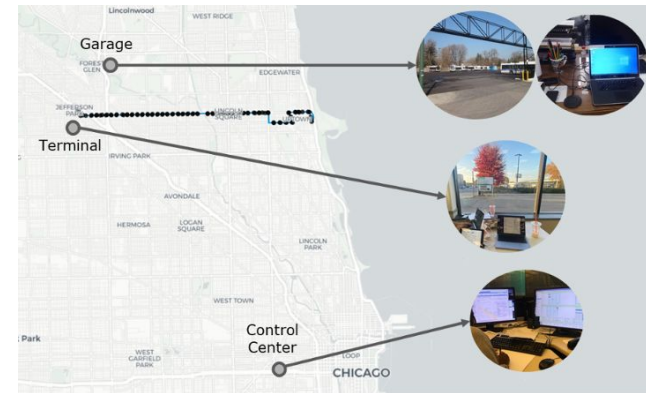 Lincolnwood
WEST RIDGE
Garage
FOREST
GLEN
EDGEWATER
JEFFERSON
PARK
LINCOLN
SQUARE
UPTOWN
Terminal
IRVING PARK
AVONDALE
HERMOSA
LOGAN
SQUARE
LINCOLN
PARK
WEST TOWN
Control
Center
Park
WEST
GARFIELD
PARK
LOOP
CHICAGO